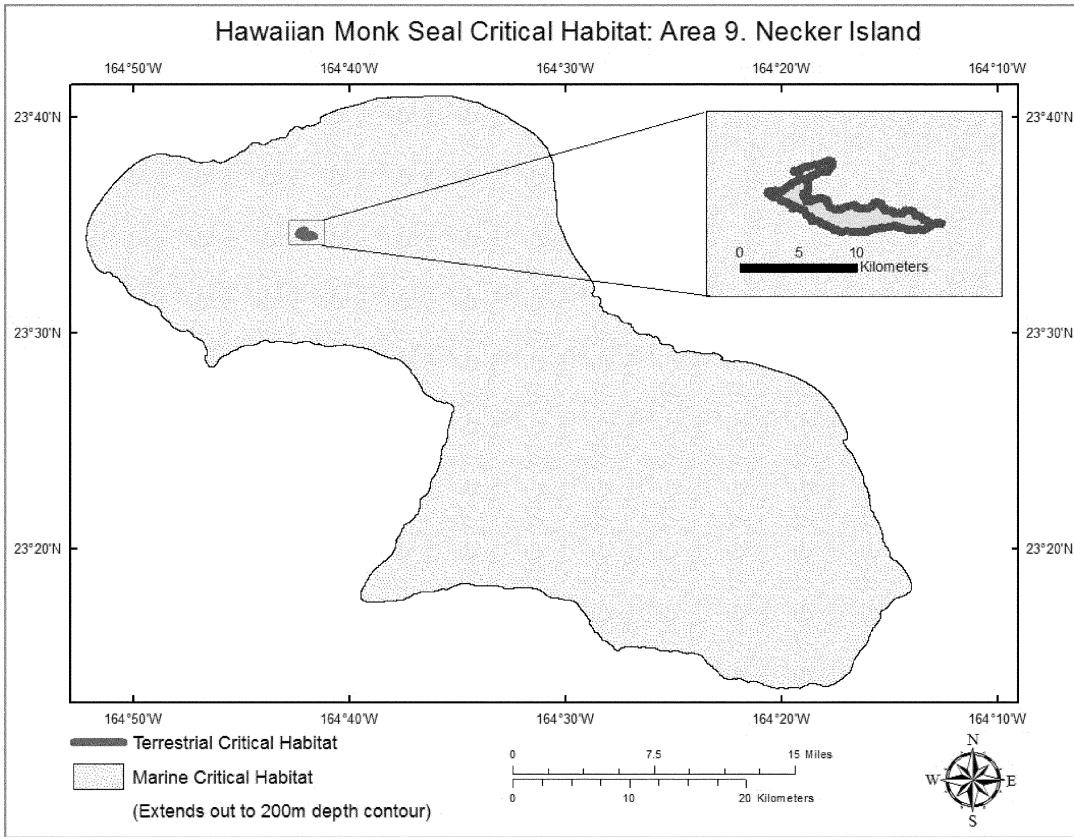 Hawaiian Monk Seal Critical Habitat: Area 9. Necker Island
164°50'W 164°40'W 164°30'W 164°20'W 164°10'W
23°40'N 23°40'N
0 5 10
Kilometers
23°30'N 23°30'N
23°20'N 23°20'N
164°50'W 164°40'W 164°30'W 164°20'W 164°10'W
Terrestrial Critical Habitat
Marine Critical Habitat
(Extends out to 200m depth contour)
0 7.5 15 Miles
0 10 20 Kilometers
N
W E
S